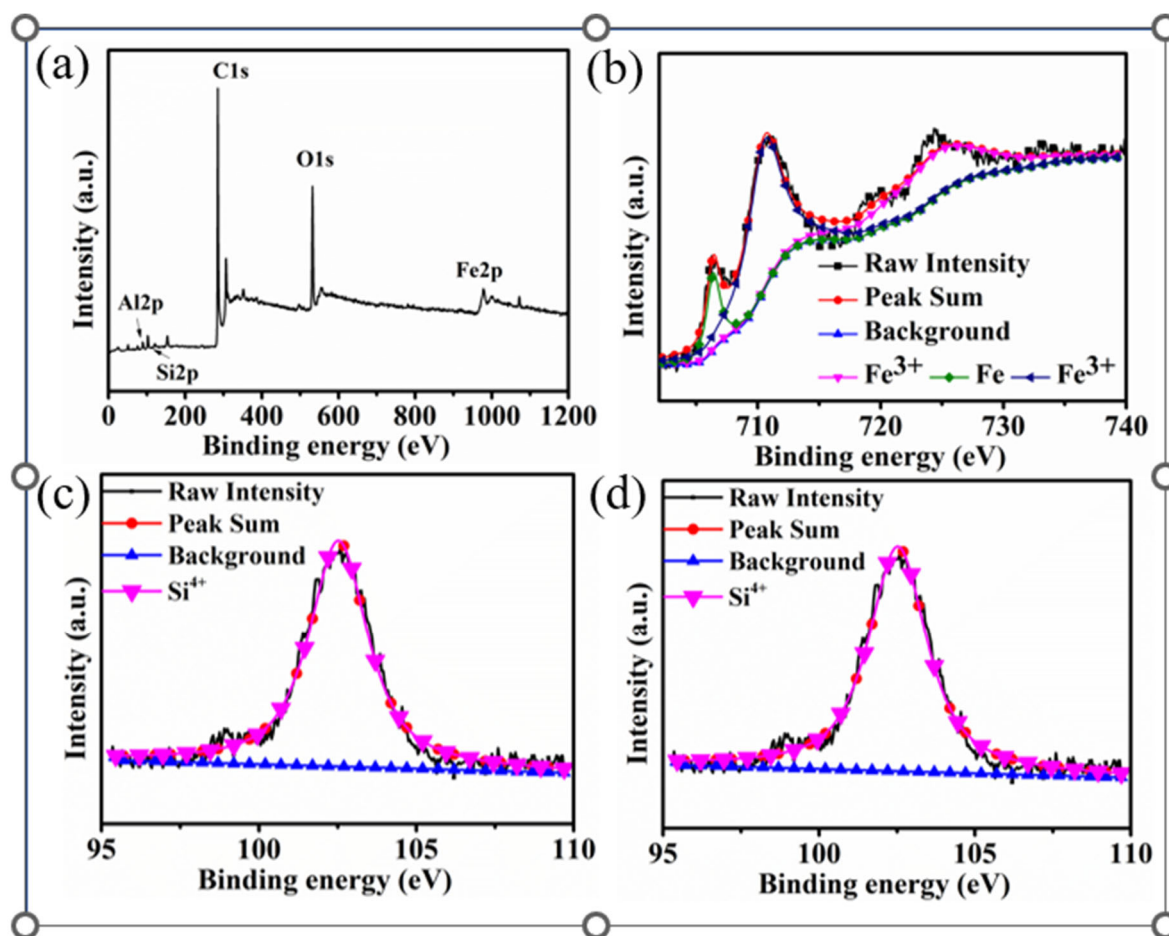 (a)
C1s
O1s
Fe2p
Al2p
Si2p
Intensity (a.u.)
0 200 400 600 800 1000 1200
Binding energy (eV)
(b)
Raw Intensity
Peak Sum
Background
Fe3+ Fe Fe3+
Intensity (a.u.)
710 720 730 740
Binding energy (eV)
(c)
Raw Intensity
Peak Sum
Background
Si4+
Intensity (a.u.)
95 100 105 110
Binding energy (eV)
(d)
Raw Intensity
Peak Sum
Background
Si4+
Intensity (a.u.)
95 100 105 110
Binding energy (eV)